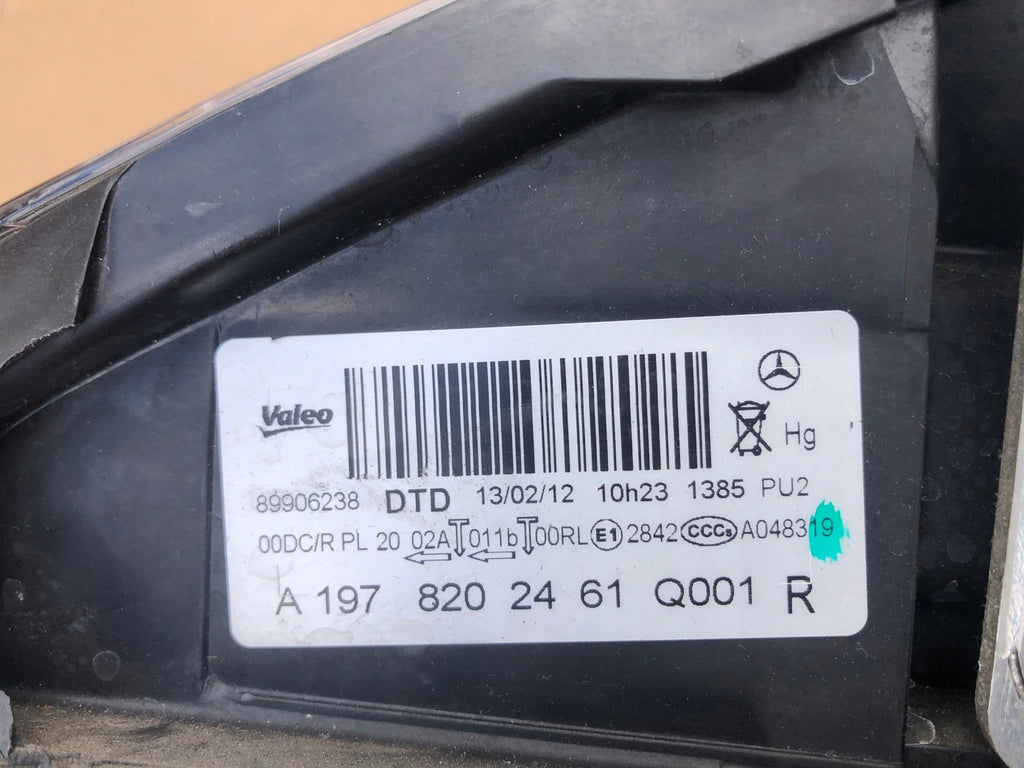 Valeo
Hg
89906238 DTD 13/02/12 10h23 1385 PU2
00DC/R PL 20 02A 011b 00RL E1 2842 CCCs A048319
A 197 820 24 61 Q001 R